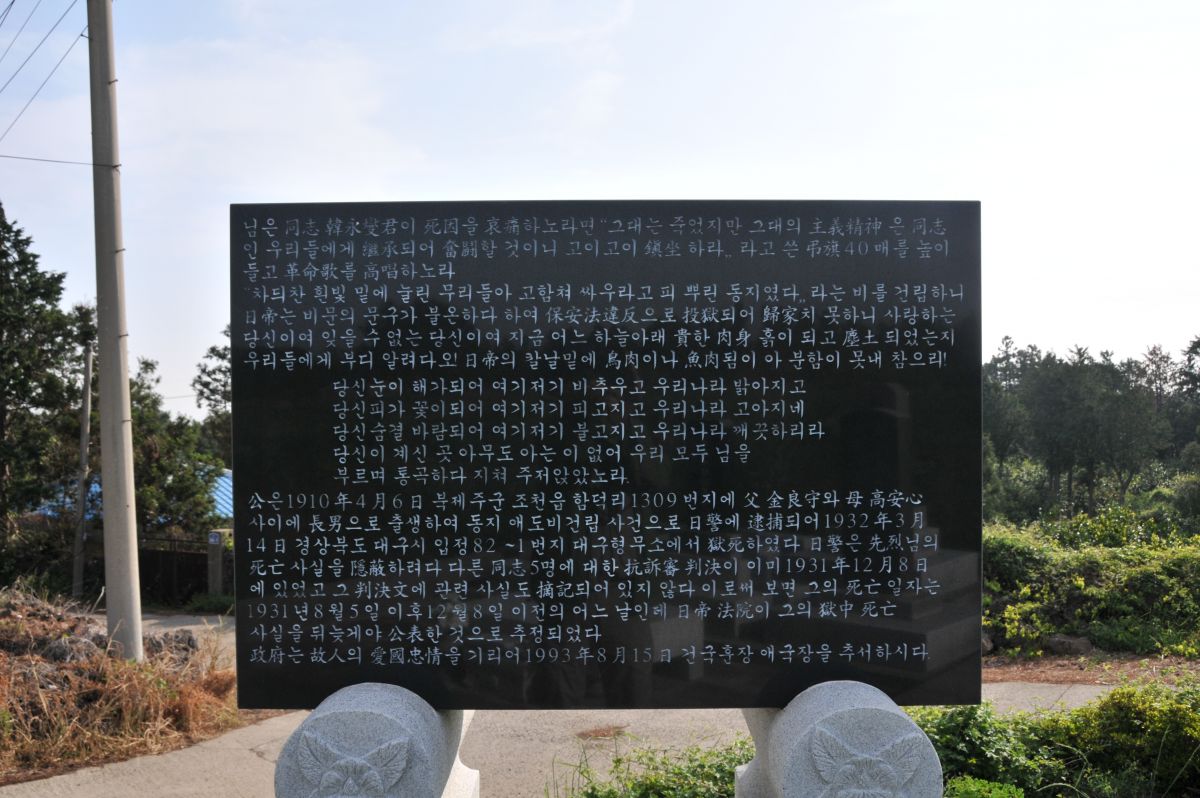 님은 同志 韓永燮君이 死因을 哀痛하노라면 "그대는 죽었지만 그대의 主義精神은 同志
인 우리들에게 継承되어 奮鬪할 것이니 고이고이 鎭坐 하라„ 라고 쓴 弔旗 40매를 높이
들고 革命歌를 高唱하노라
"차듸찬 흰빛 밑에 눌린 무리들아 고함쳐 싸우라고 피 뿌린 동지였다„ 라는 비를 건립하니
日帝는 비문의 문구가 불온하다 하여 保安法違反으로 投獄되어 歸家치 못하니 사랑하는
당신이여 잊을 수 없는 당신이여 지금 어느 하늘아래 貴한 肉身 흙이 되고 塵土 되었는지
우리들에게 부디 알려다오! 日帝의 칼날밑에 鳥肉이나, 魚肉됨이 아 분함이 못내 참으리!
당신눈이 해가되어 여기저기 비추우고 우리나라 밝아지고
당신피가 꽃이되어 여기저기 피고지고 우리나라 고아지네
당신숨결 바람되어 여기저기 불고지고 우리나라 깨끗하리라
당신이 계신 곳 아무도 아는 이 없어 우리 모두 님을
부르며 통곡하다 지쳐 주저앉았노라.
公은 1910年 4月 6日 북제주군 조천읍 함덕리 1309번지에 父 金良守와 母 高安心
사이에 長男으로 출생하여 동지 애도비건립 사건으로 日警에 逮捕되어 1932年 3月
14日 경상북도 대구시 입정 82~1번지 대구형무소에서 獄死하였다 日警은 先烈님의
死亡 사실을 隱蔽하려다 다른 同志 5명에 대한 抗訴審 判決이 이미 1931年 12月 8日
에 있었고 그 判決文에 관련 사실도 摘記되어 있지 않다 이로써 보면 그의 死亡 일자는
1931년 8月 5日 이후 12月 8日 이전의 어느 날인데 日帝 法院이 그의 獄中 死亡
사실을 뒤늦게야 公表한 것으로 추정되었다
政府는 故人의 愛國忠情을 기리어 1993年 8月 15日 건국훈장 애국장을 추서하시다.